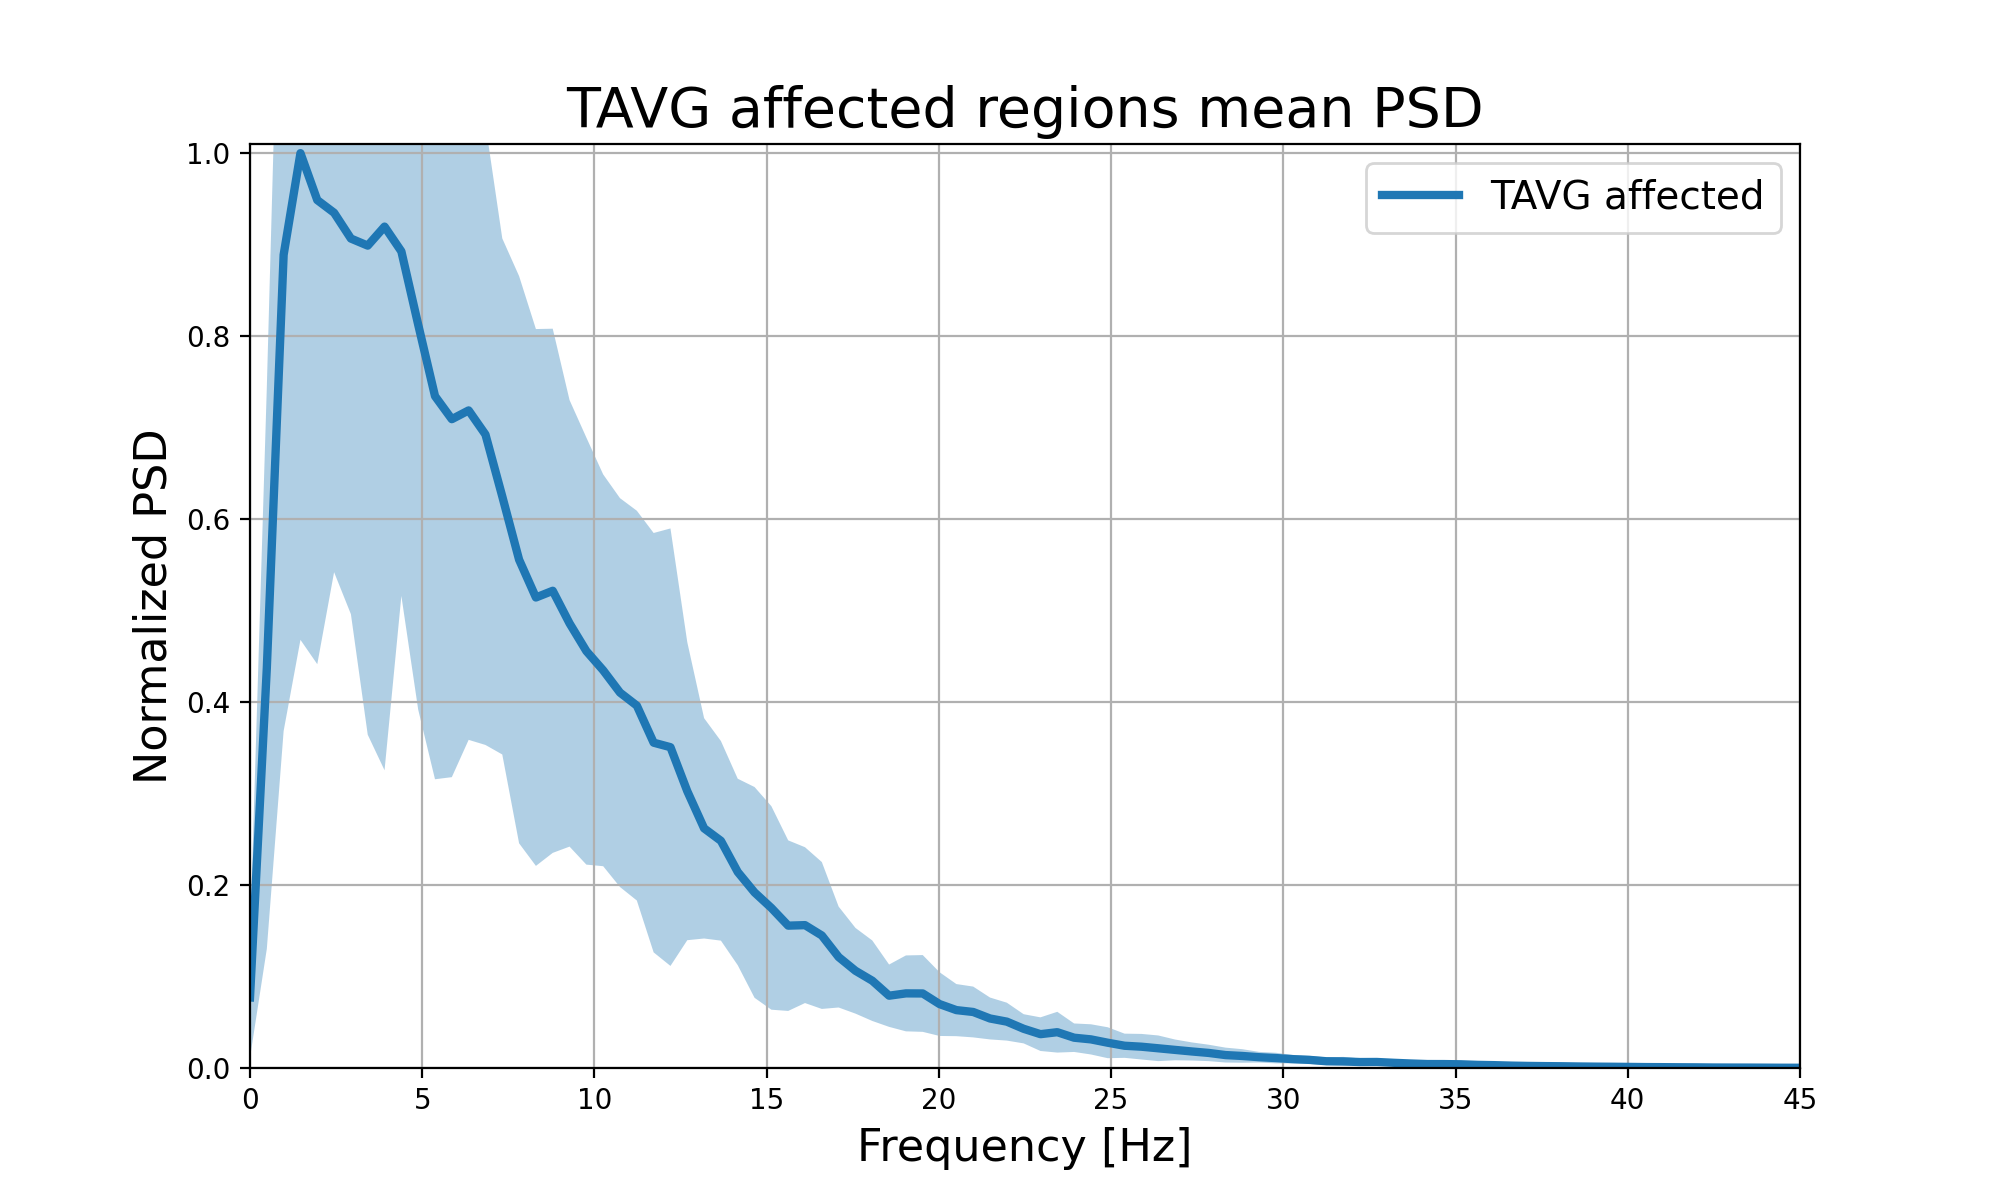 TAVG affected regions mean PSD
TAVG affected
Normalized PSD
1.0
0.8
0.6
0.4
0.2
0.0
0 5 10 15 20 25 30 35 40 45
Frequency [Hz]